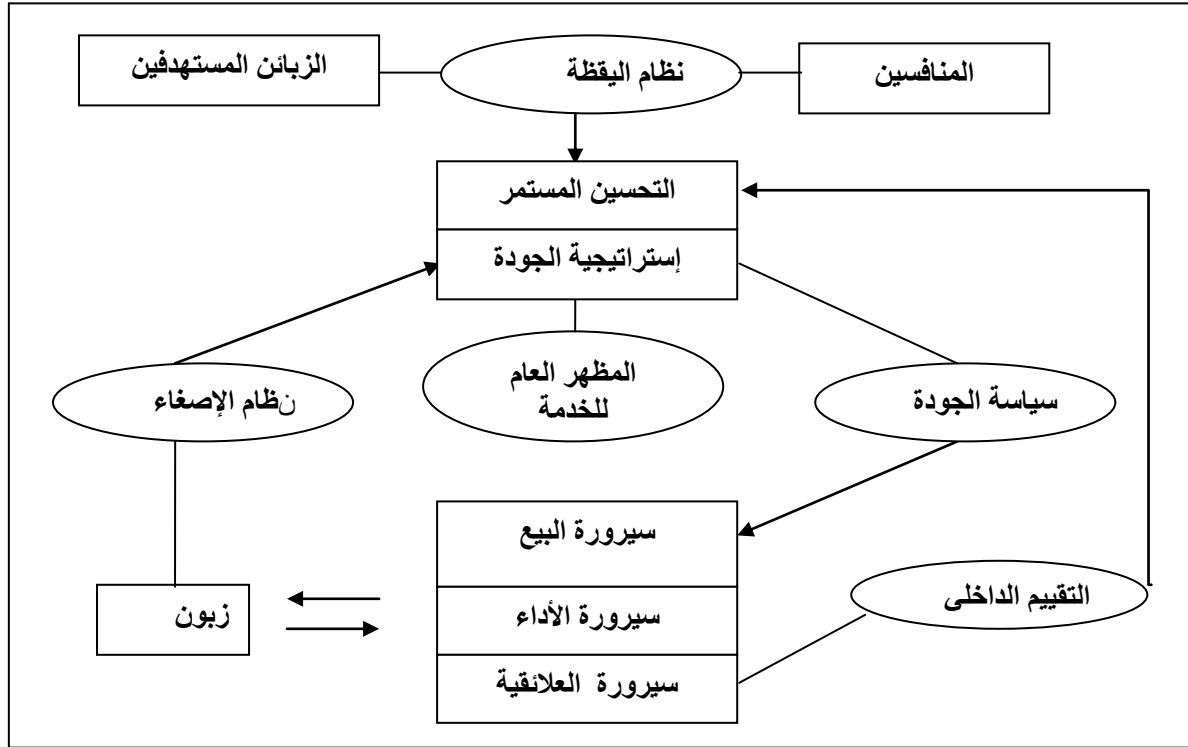 المنافسين
نظام اليقظة
الزبائن المستهدفين
التحسين المستمر
إستراتيجية الجودة
سياسة الجودة
المظهر العام
للخدمة
نظام الإصغاء
سيرورة البيع
التقييم الداخلى
سيرورة الأداء
زبون
سيرورة العلائقية